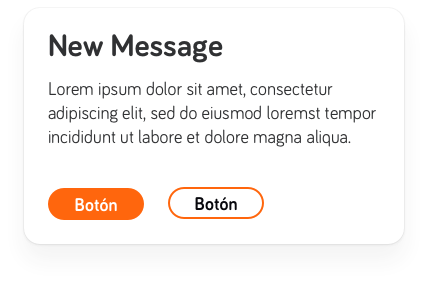 New Message
Lorem ipsum dolor sit amet, consectetur
adipiscing elit, sed do eiusmod loremst tempor
incididunt ut labore et dolore magna aliqua.
Botón Botón